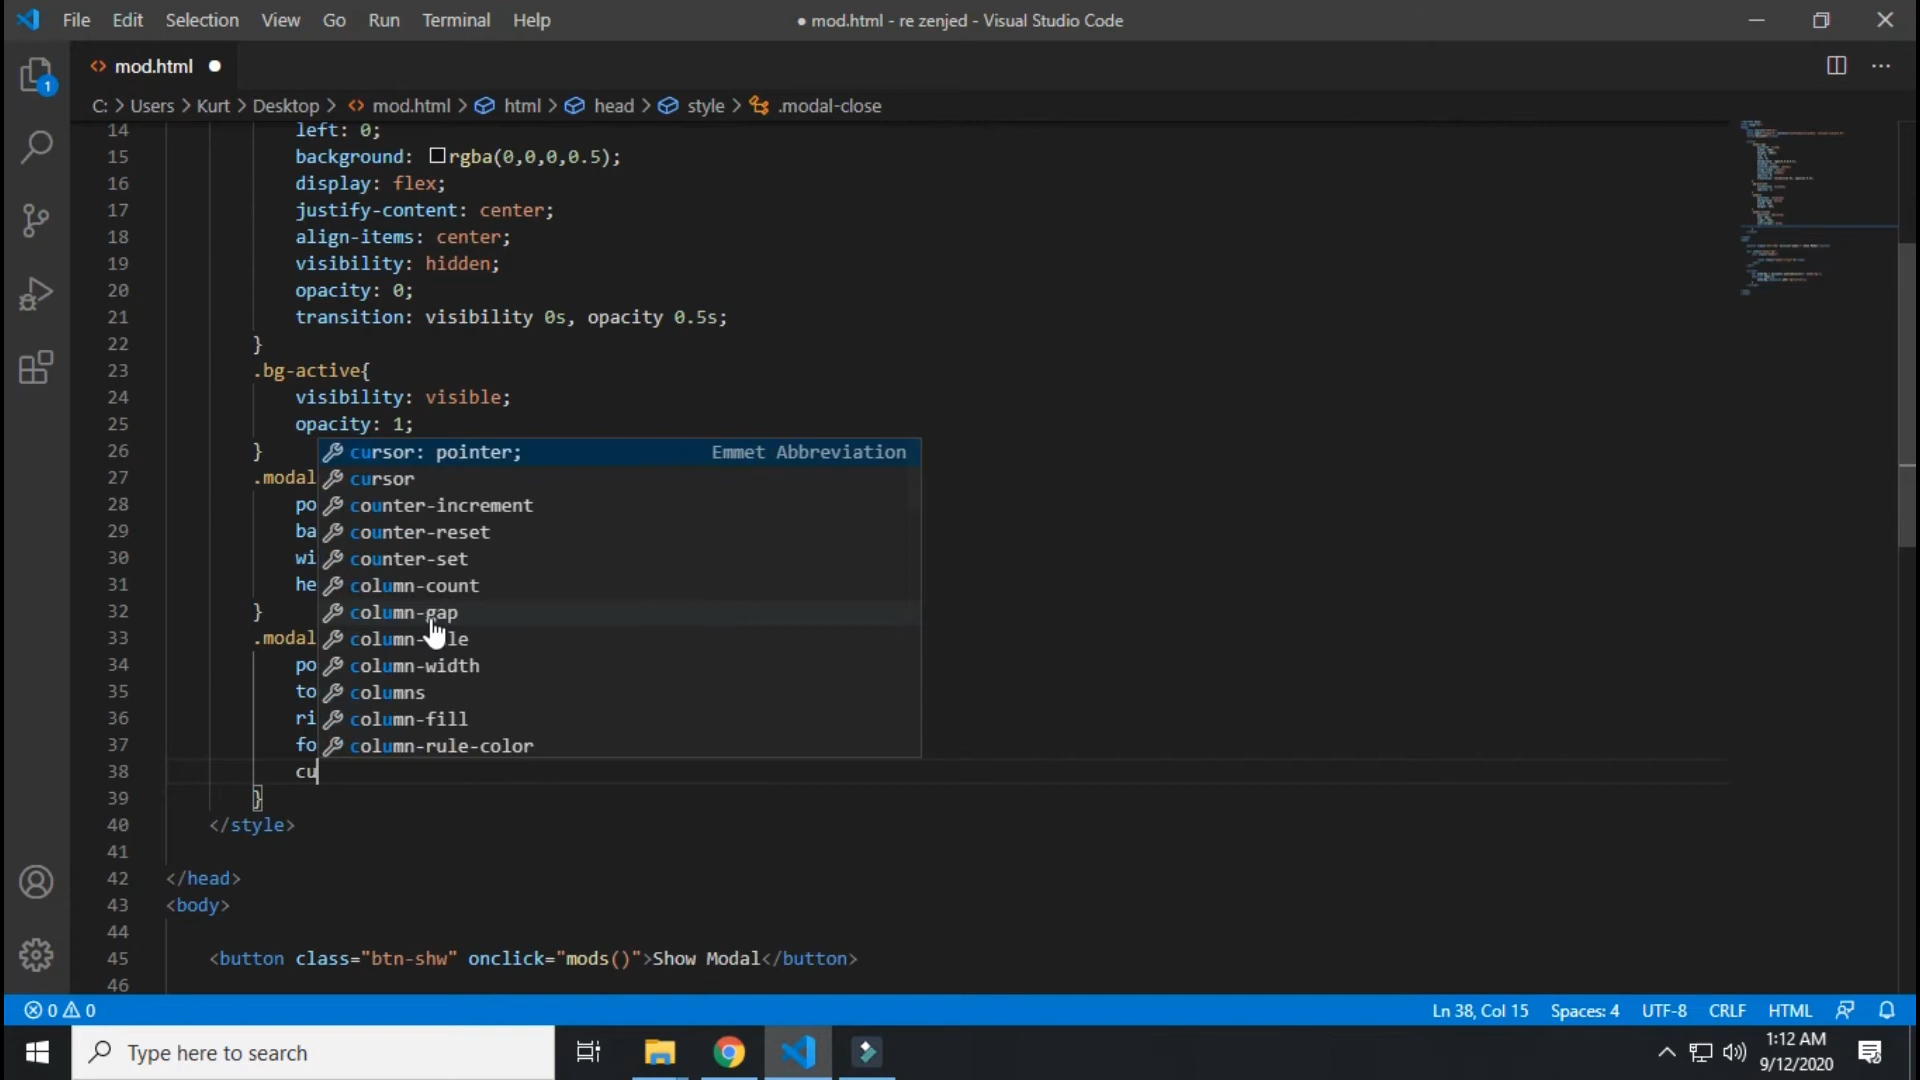 File Edit Selection View Go Run Terminal Help
● mod.html - re zenjed - Visual Studio Code
1
<> mod.html ●
C: > Users > Kurt > Desktop > <> mod.html > html > head > style > .modal-close
14 left: 0;
15 background: rgba(0,0,0,0.5);
16 display: flex;
17 justify-content: center;
18 align-items: center;
19 visibility: hidden;
20 opacity: 0;
21 transition: visibility 0s, opacity 0.5s;
22 }
23 .bg-active{
24 visibility: visible;
25 opacity: 1;
26 }
cursor: pointer; Emmet Abbreviation
cursor
27 .modal
counter-increment
28 po
counter-reset
29 ba
counter-set
30 wi
column-count
31 he
column-gap
32 }
33 .modal
column-width
34 po
columns
35 to
column-fill
36 ri
column-rule-color
37 fo
38 cu
39 }
40 </style>
41
42 </head>
43 <body>
44
45 <button class="btn-shw" onclick="mods()">Show Modal</button>
46
0 0
Ln 38, Col 15 Spaces: 4 UTF-8 CRLF HTML
Type here to search
1:12 AM
9/12/2020